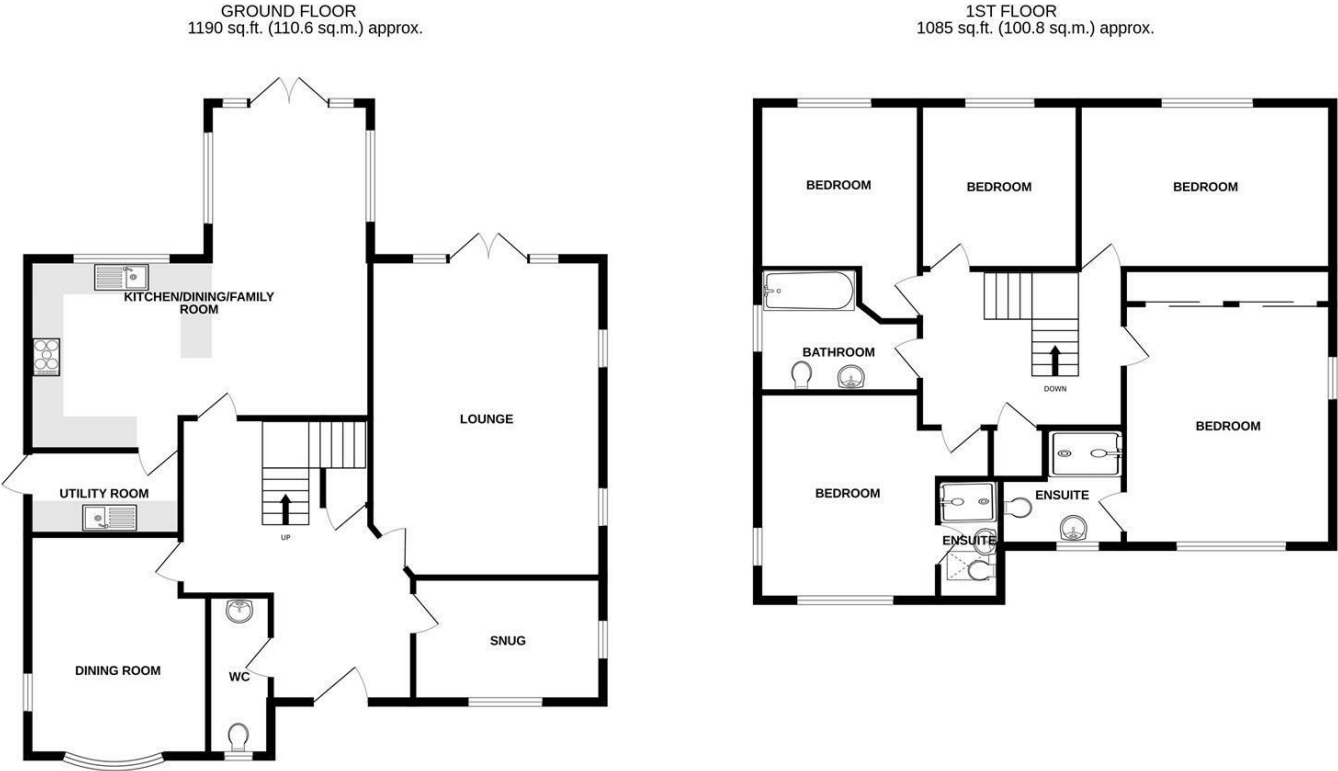 GROUND FLOOR
1190 sq.ft. (110.6 sq.m.) approx.
KITCHEN/DINING/FAMILY
ROOM
LOUNGE
UTILITY ROOM
UP
SNUG
DINING ROOM
WC
1ST FLOOR
1085 sq.ft. (100.8 sq.m.) approx.
BEDROOM
BEDROOM
BEDROOM
BATHROOM
DOWN
BEDROOM
BEDROOM
ENSUITE
ENSUITE